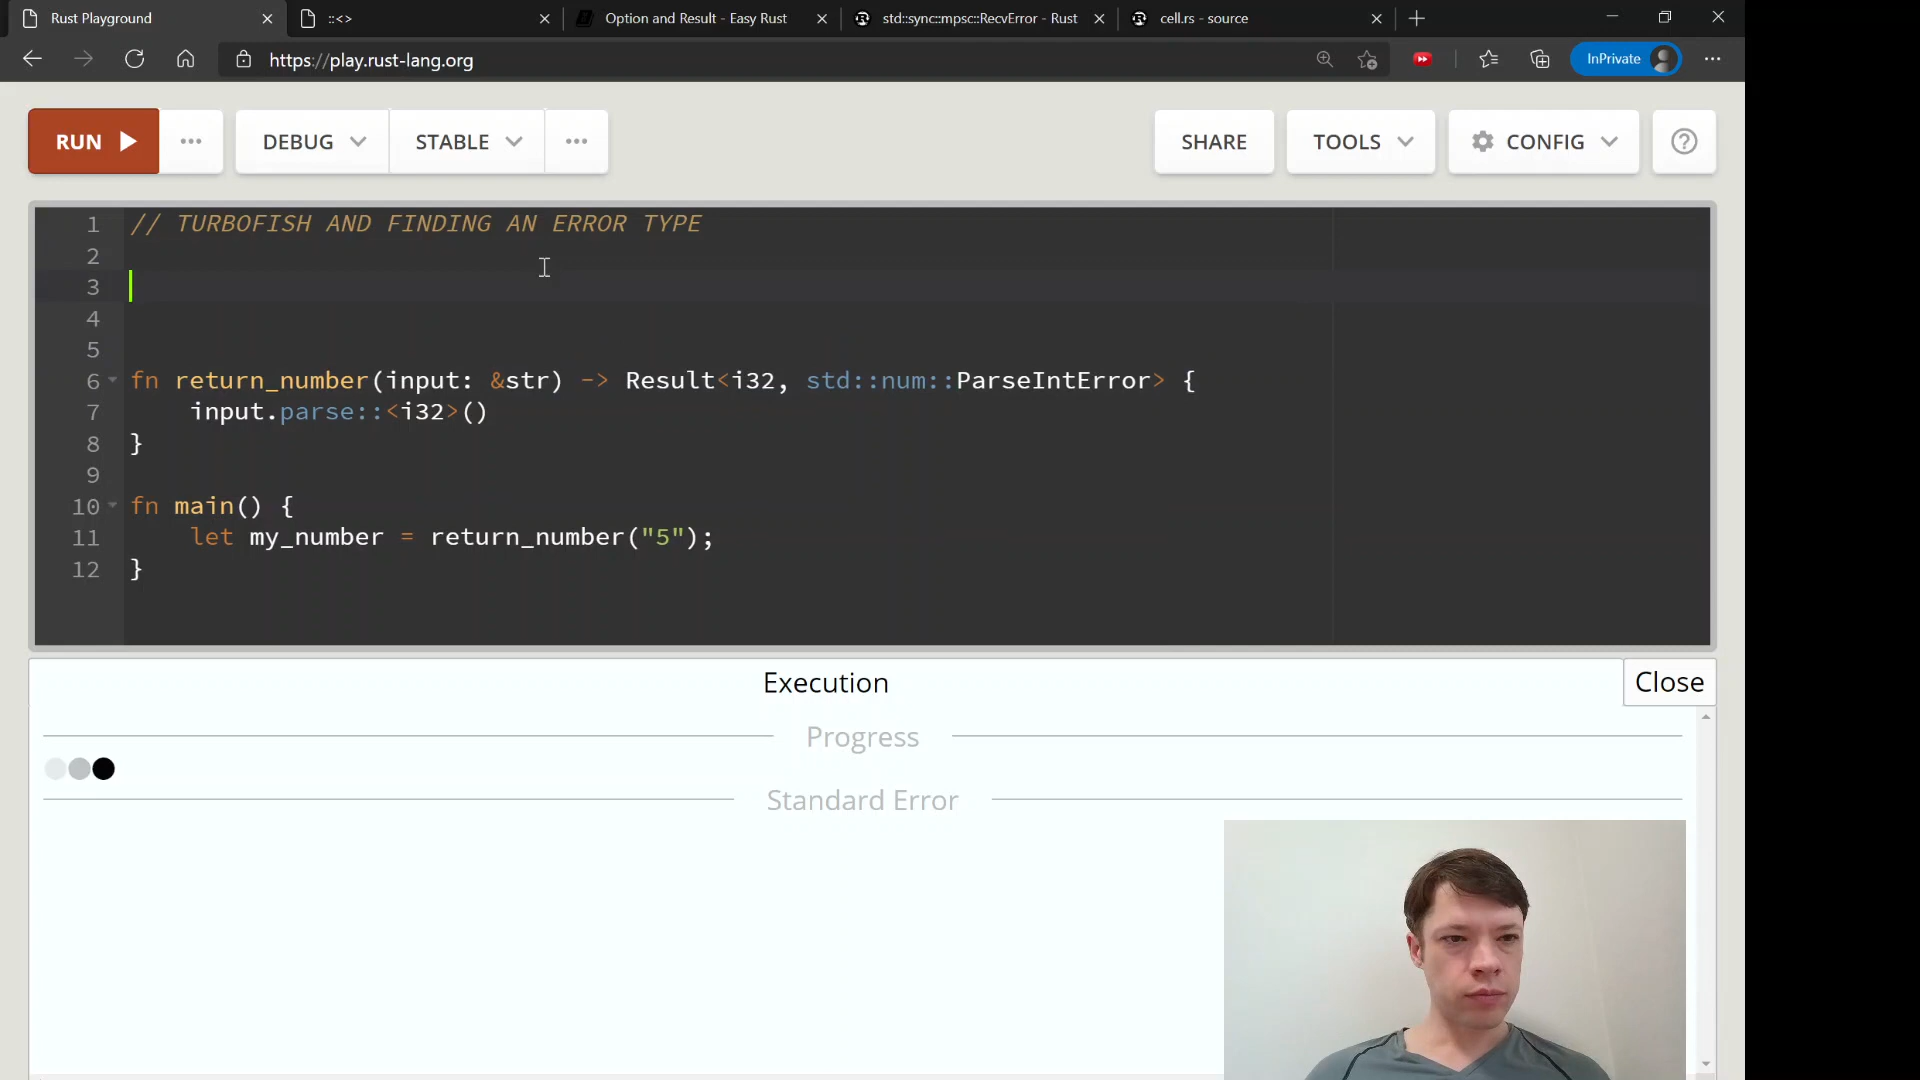 Rust Playground
::<>
Option and Result - Easy Rust
std::sync::mpsc::RecvError - Rust
cell.rs - source
https://play.rust-lang.org
InPrivate
RUN
DEBUG
STABLE
SHARE
TOOLS
CONFIG
1 // TURBOFISH AND FINDING AN ERROR TYPE
2
3
4
5
6 fn return_number(input: &str) -> Result<i32, std::num::ParseIntError> {
7     input.parse::<i32>()
8 }
9
10 fn main() {
11     let my_number = return_number("5");
12 }
Execution
Close
Progress
Standard Error